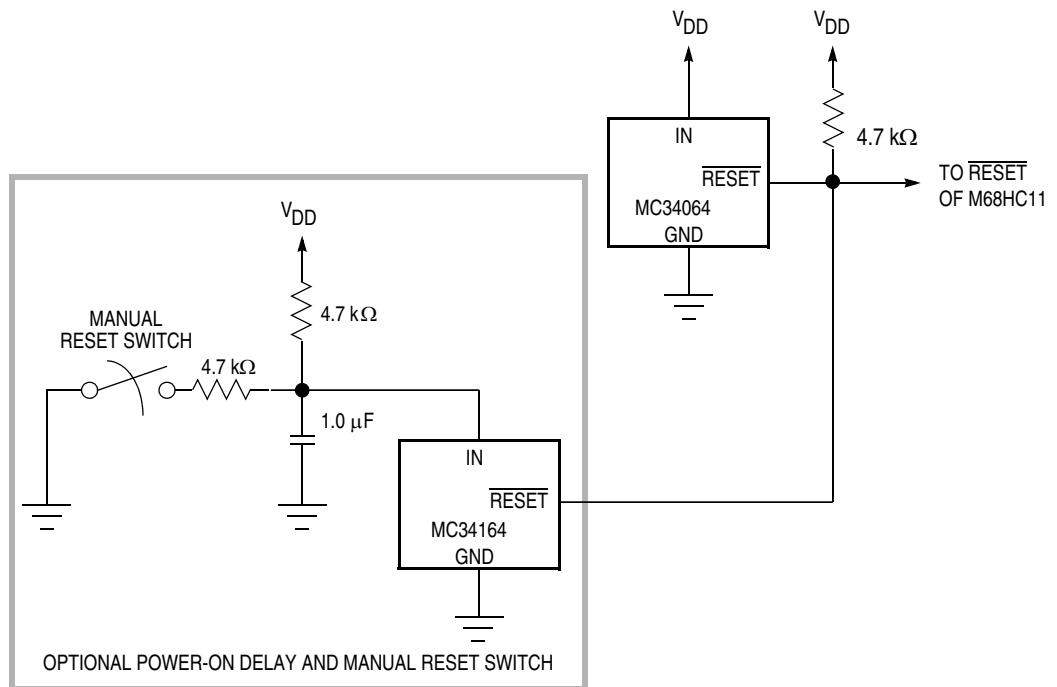 VDD
VDD
IN
4.7 kΩ
RESET
TO RESET
OF M68HC11
MC34064
GND
VDD
4.7 kΩ
MANUAL
RESET SWITCH
4.7 kΩ
1.0 µF
IN
RESET
MC34164
GND
OPTIONAL POWER-ON DELAY AND MANUAL RESET SWITCH